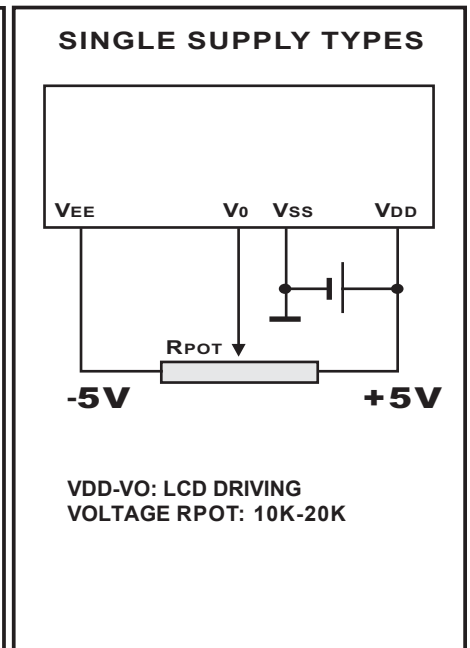 SINGLE SUPPLY TYPES
VEE V0 VSS VDD
RPOT
-5V +5V
VDD-VO: LCD DRIVING
VOLTAGE RPOT: 10K-20K